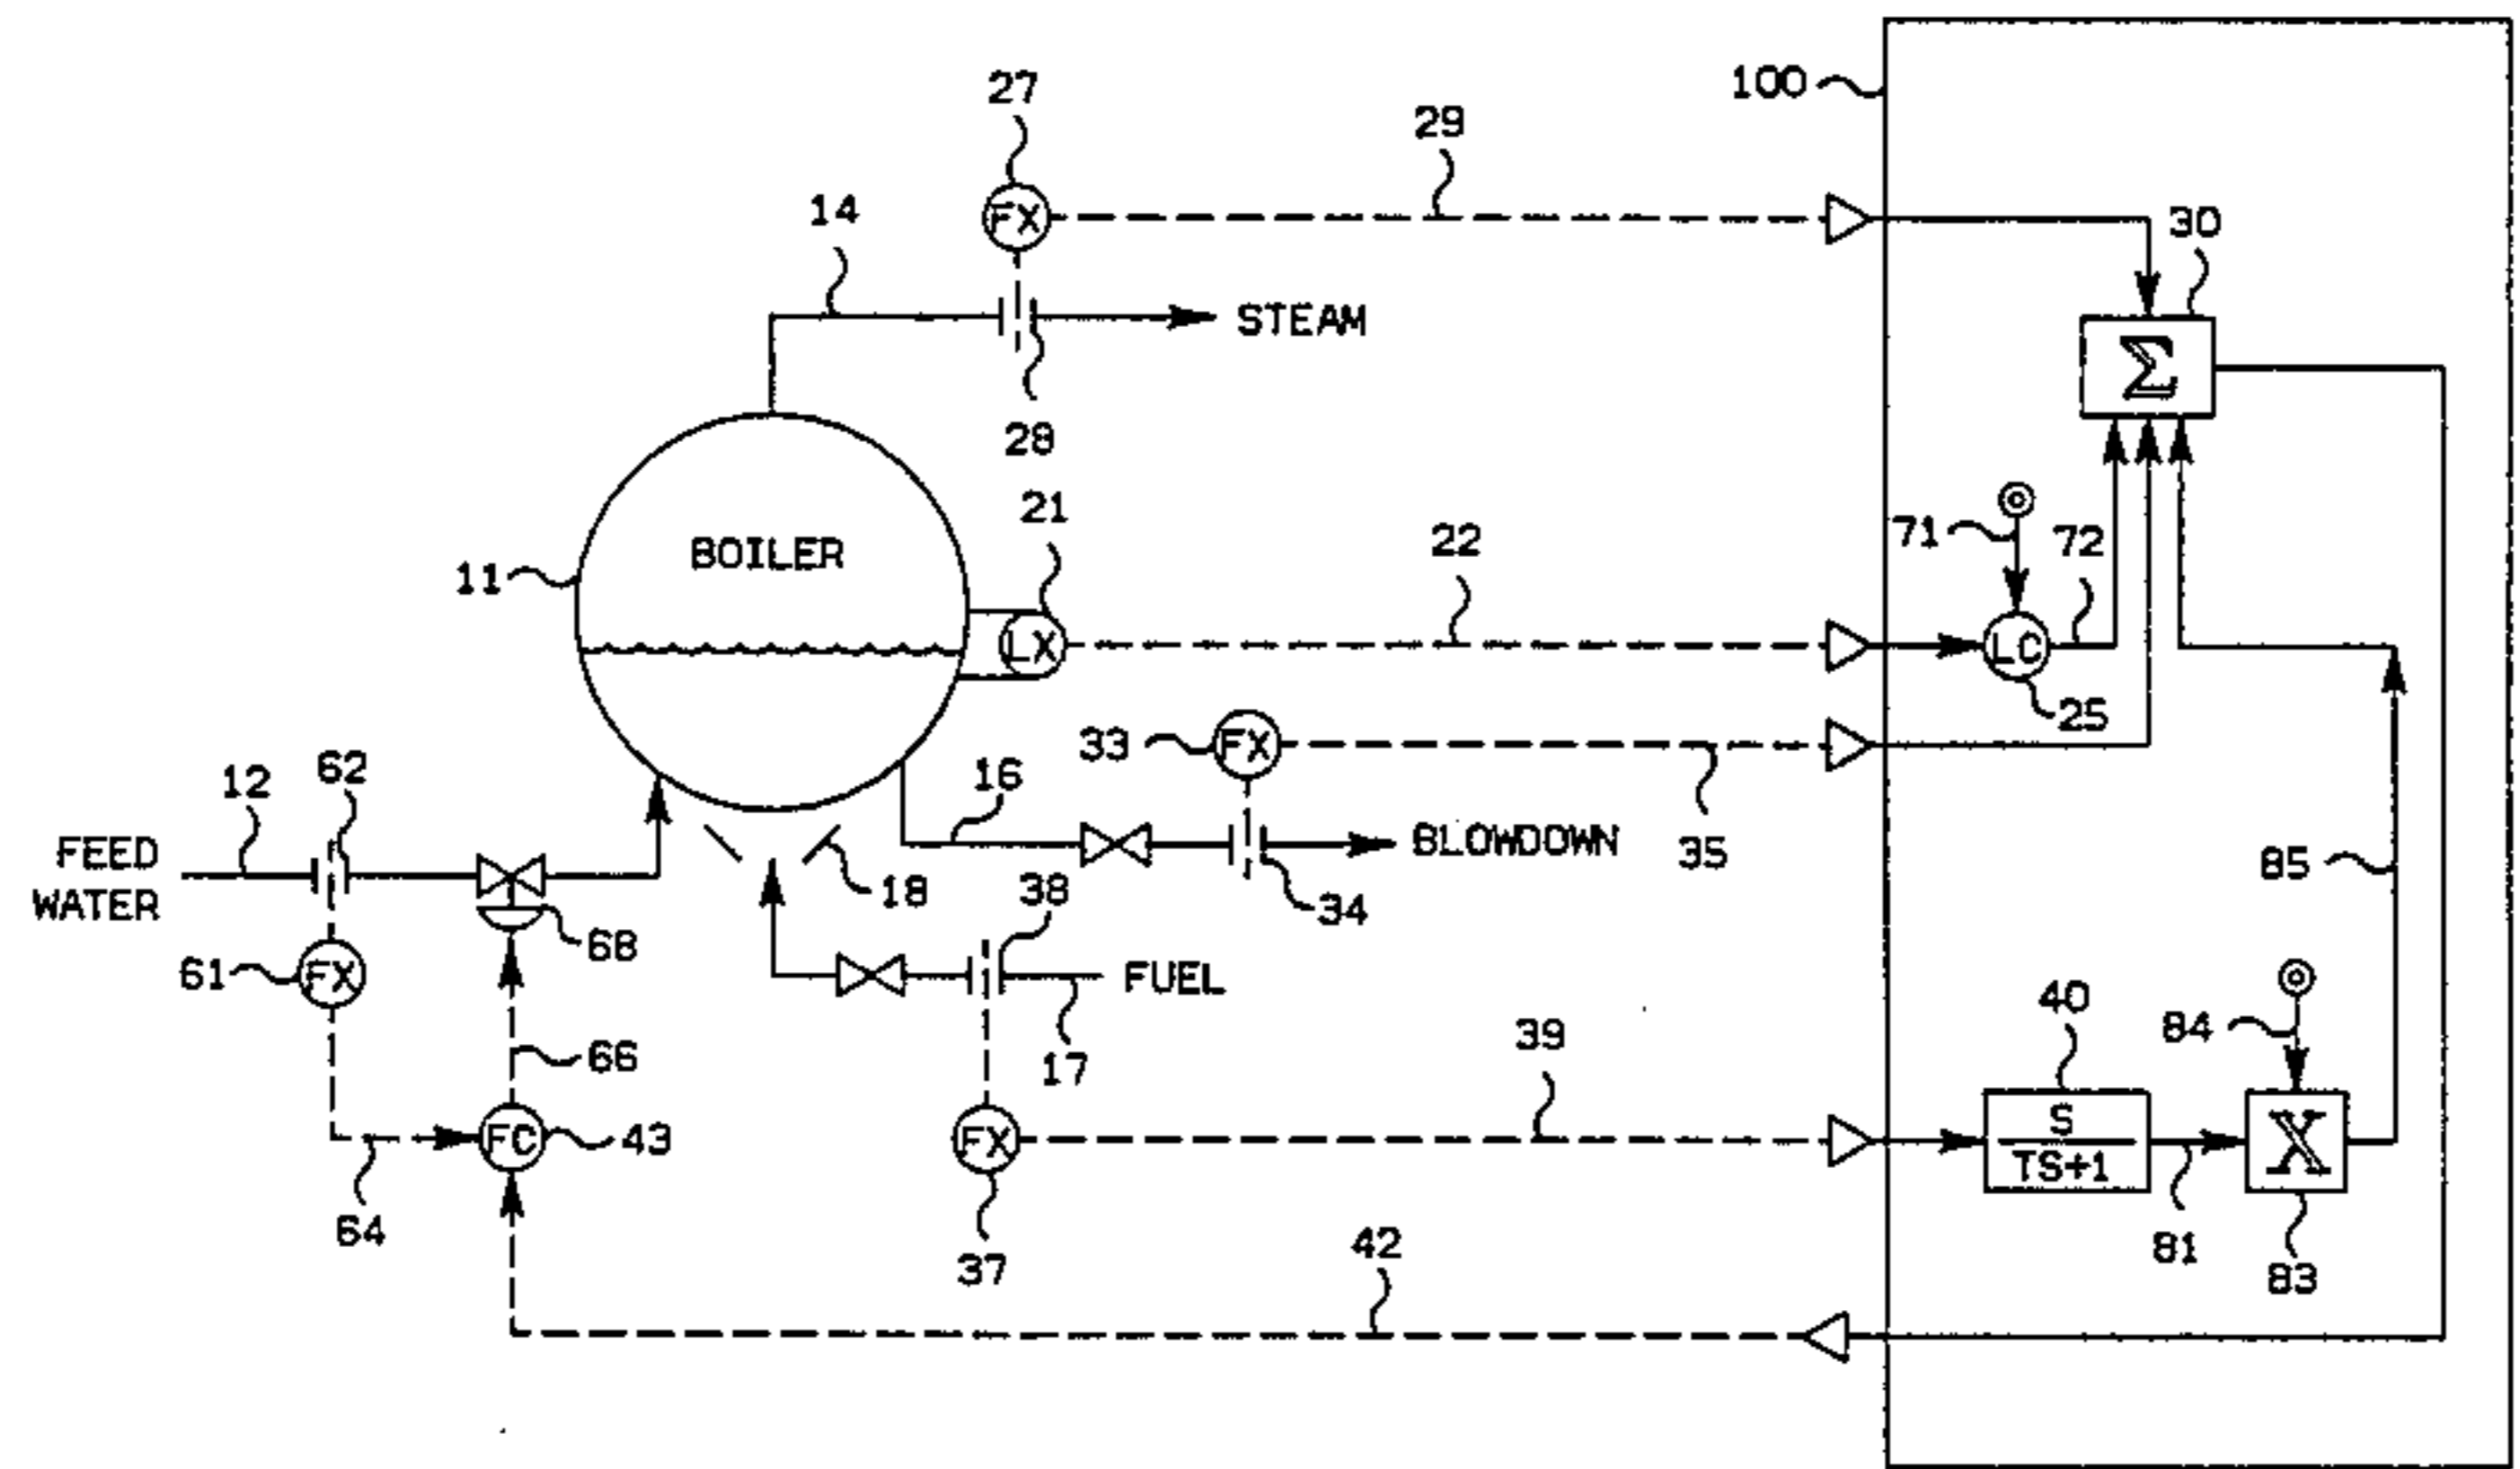 100
27
29
FX
14
30
STEAM
Σ
28
21
BOILER
22
71
72
11
LX
LC
25
33
FX
62
12
16
35
BLOWDOWN
FEED
WATER
85
18
38
34
68
61
FX
FUEL
40
84
39
66
17
S
TS+1
X
FC
43
FX
64
42
81
37
83